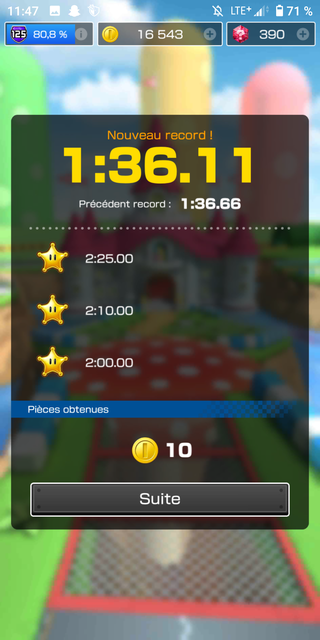 11:47 LTE+ 71 %
125 80,8 % i 16 543 + 390 +
Nouveau record !
1:36.11
Précédent record : 1:36.66
2:25.00
2:10.00
2:00.00
Pièces obtenues
10
Suite